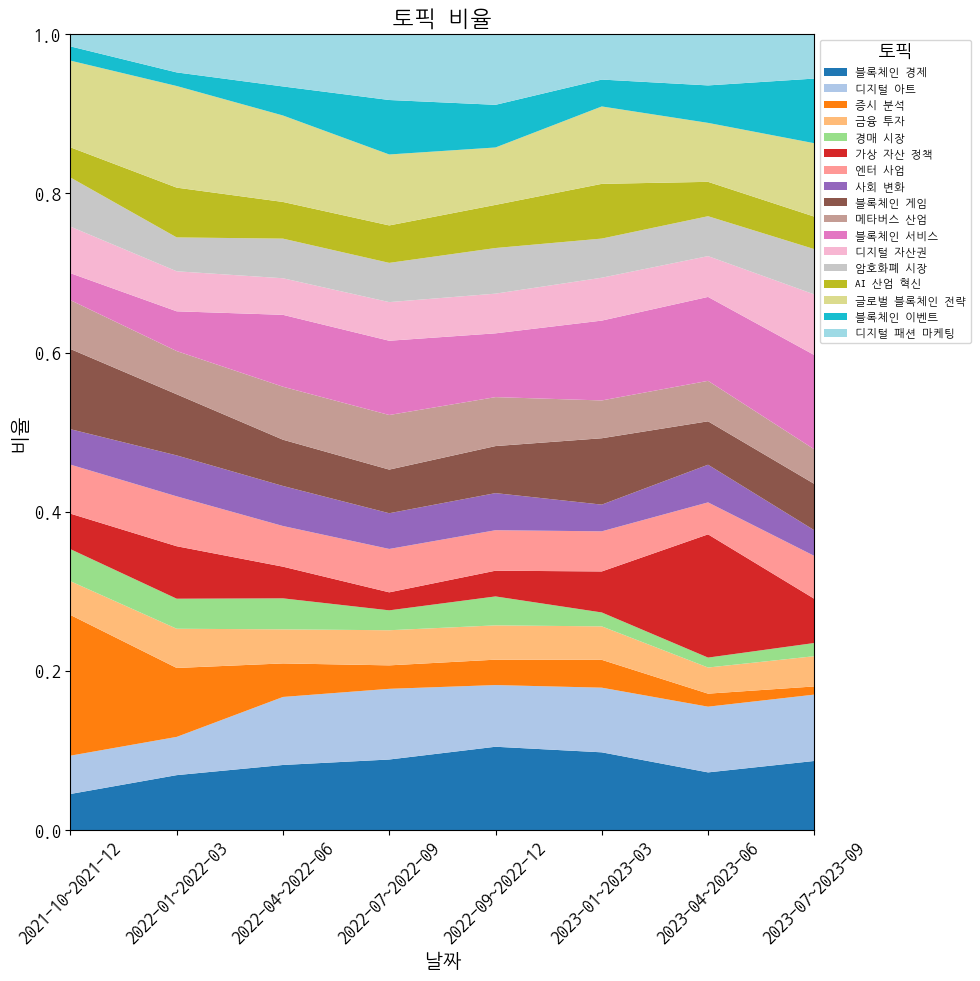 토픽 비율
1.0
0.8
0.6
0.4
0.2
0.0
비율
2021-10~2021-12
2022-01~2022-03
2022-04~2022-06
2022-07~2022-09
2022-09~2022-12
2023-01~2023-03
2023-04~2023-06
2023-07~2023-09
날짜
토픽
블록체인 경제
디지털 아트
증시 분석
금융 투자
경매 시장
가상 자산 정책
엔터 사업
사회 변화
블록체인 게임
메타버스 산업
블록체인 서비스
디지털 자산권
암호화폐 시장
AI 산업 혁신
글로벌 블록체인 전략
블록체인 이벤트
디지털 패션 마케팅